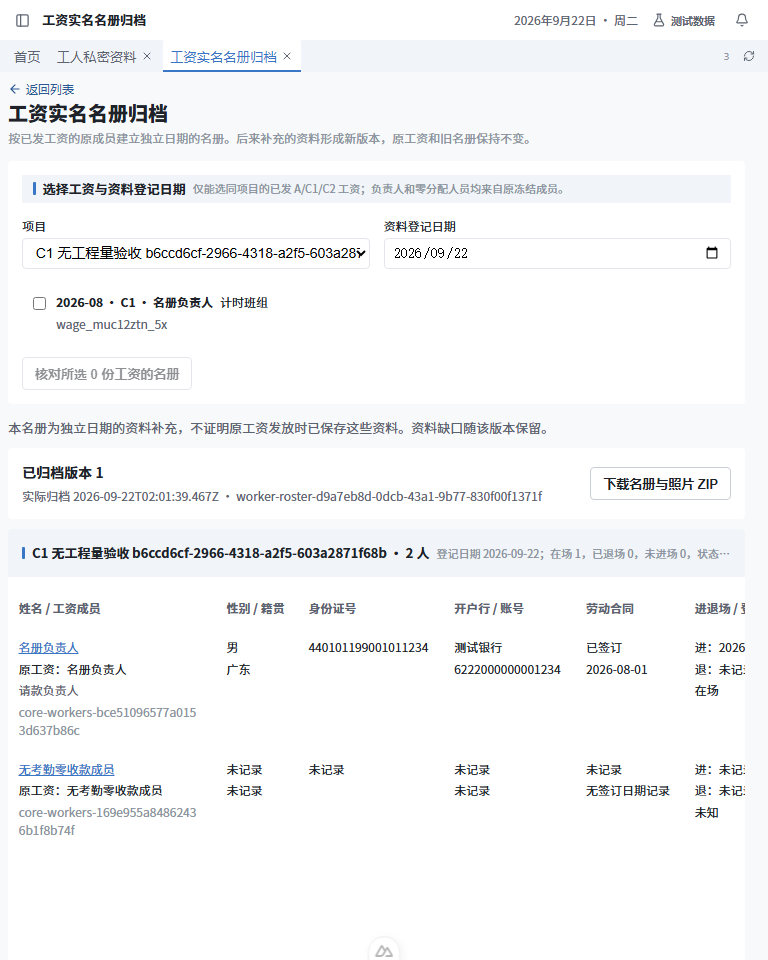 工资实名名册归档
2026年9月22日 · 周二
测试数据
首页
工人私密资料 ×
工资实名名册归档 ×
3
← 返回列表
工资实名名册归档
按已发工资的原成员建立独立日期的名册。后来补充的资料形成新版本，原工资和旧名册保持不变。
选择工资与资料登记日期 仅能选同项目的已发 A/C1/C2 工资；负责人和零分配人员均来自原冻结成员。
项目
资料登记日期
C1 无工程量验收 b6ccd6cf-2966-4318-a2f5-603a287
2026/09/22
2026-08 · C1 · 名册负责人 计时班组
wage_muc12ztn_5x
核对所选 0 份工资的名册
本名册为独立日期的资料补充，不证明原工资发放时已保存这些资料。资料缺口随该版本保留。
已归档版本 1
实际归档 2026-09-22T02:01:39.467Z · worker-roster-d9a7eb8d-0dcb-43a1-9b77-830f00f1371f
下载名册与照片 ZIP
C1 无工程量验收 b6ccd6cf-2966-4318-a2f5-603a2871f68b · 2 人 登记日期 2026-09-22；在场 1，已退场 0，未进场 0，状态…
姓名 / 工资成员 性别 / 籍贯 身份证号 开户行 / 账号 劳动合同 进退场 /
名册负责人 男 440101199001011234 测试银行 已签订 进：2026
原工资：名册负责人 广东 6222000000001234 2026-08-01 退：未记
请款负责人 在场
core-workers-bce51096577a015
3d637b86c
无考勤零收款成员 未记录 未记录 未记录 未记录 进：未记
原工资：无考勤零收款成员 未记录 未记录 无签订日期记录 退：未记
core-workers-169e955a8486243 未知
6b1f8b74f